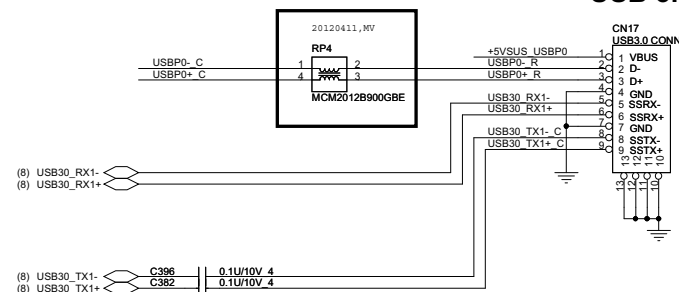 20120411,MV
CN17
USB3.0 CONN
RP4
+5VSUS_USBP0
1
1 VBUS
USBP0-_C
1
2
USBP0-_R
2
2 D-
USBP0+_C
4
3
USBP0+_R
3
3 D+
MCM2012B900GBE
4
4 GND
USB30_RX1-
5
5 SSRX-
USB30_RX1+
6
6 SSRX+
7
7 GND
USB30_TX1-_C
8
8 SSTX-
USB30_TX1+_C
9
9 SSTX+
13
12
11
10
13
12
11
10
(8) USB30_RX1-
(8) USB30_RX1+
(8) USB30_TX1-
C396
0.1U/10V_4
(8) USB30_TX1+
C382
0.1U/10V_4